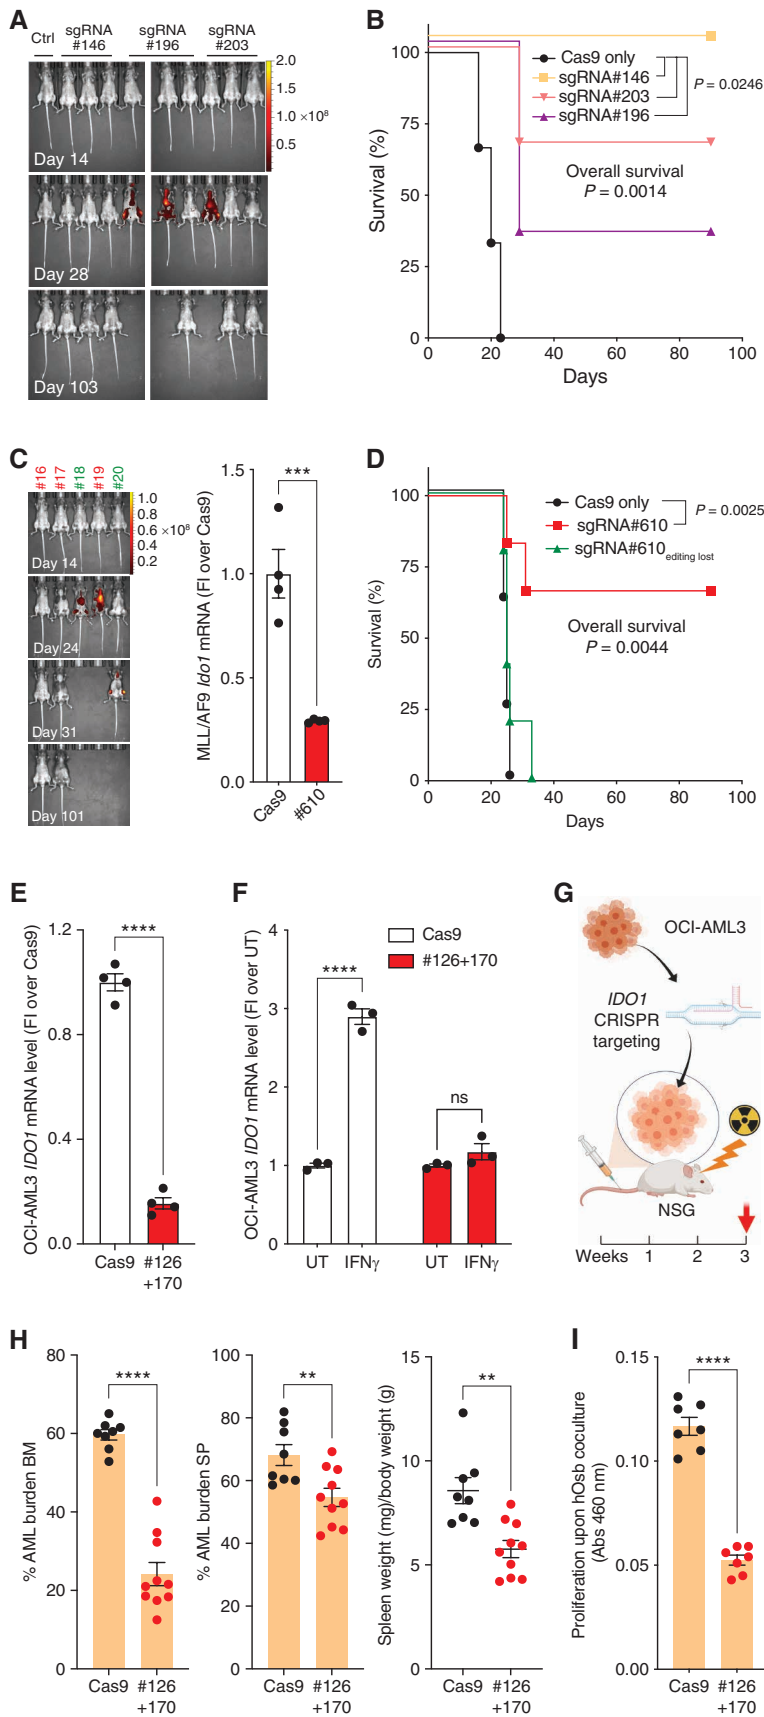 A
Ctrl
sgRNA #146
sgRNA #196
sgRNA #203
2.0
1.5
1.0 ×10⁸
0.5
Day 14
Day 28
Day 103
B
Survival (%)
100
75
50
25
0
0 20 40 60 80 100
Days
Cas9 only
sgRNA#146
sgRNA#203
sgRNA#196
P = 0.0246
Overall survival
P = 0.0014
C
#16 #17 #18 #19 #20
1.0
0.8
0.6 ×10⁸
0.4
0.2
Day 14
Day 24
Day 31
Day 101
MLL/AF9 Ido1 mRNA (FI over Cas9)
1.5
1.0
0.5
0.0
***
Cas9 #610
D
Survival (%)
100
75
50
25
0
0 20 40 60 80 100
Days
Cas9 only
sgRNA#610
sgRNA#610 editing lost
P = 0.0025
Overall survival
P = 0.0044
E
OCI-AML3 IDO1 mRNA level (FI over Cas9)
1.2
0.8
0.4
0.0
****
Cas9 #126
+170
F
OCI-AML3 IDO1 mRNA level (FI over UT)
4
3
2
1
0
Cas9
#126+170
****
ns
UT IFNγ UT IFNγ
G
OCI-AML3
IDO1
CRISPR
targeting
NSG
Weeks 1 2 3
H
% AML burden BM
80
60
40
20
0
****
Cas9 #126
+170
% AML burden SP
100
80
60
40
20
0
**
Cas9 #126
+170
Spleen weight (mg)/body weight (g)
15
10
5
0
**
Cas9 #126
+170
I
Proliferation upon hOsb coculture
(Abs 460 nm)
0.15
0.10
0.05
0.00
****
Cas9 #126
+170